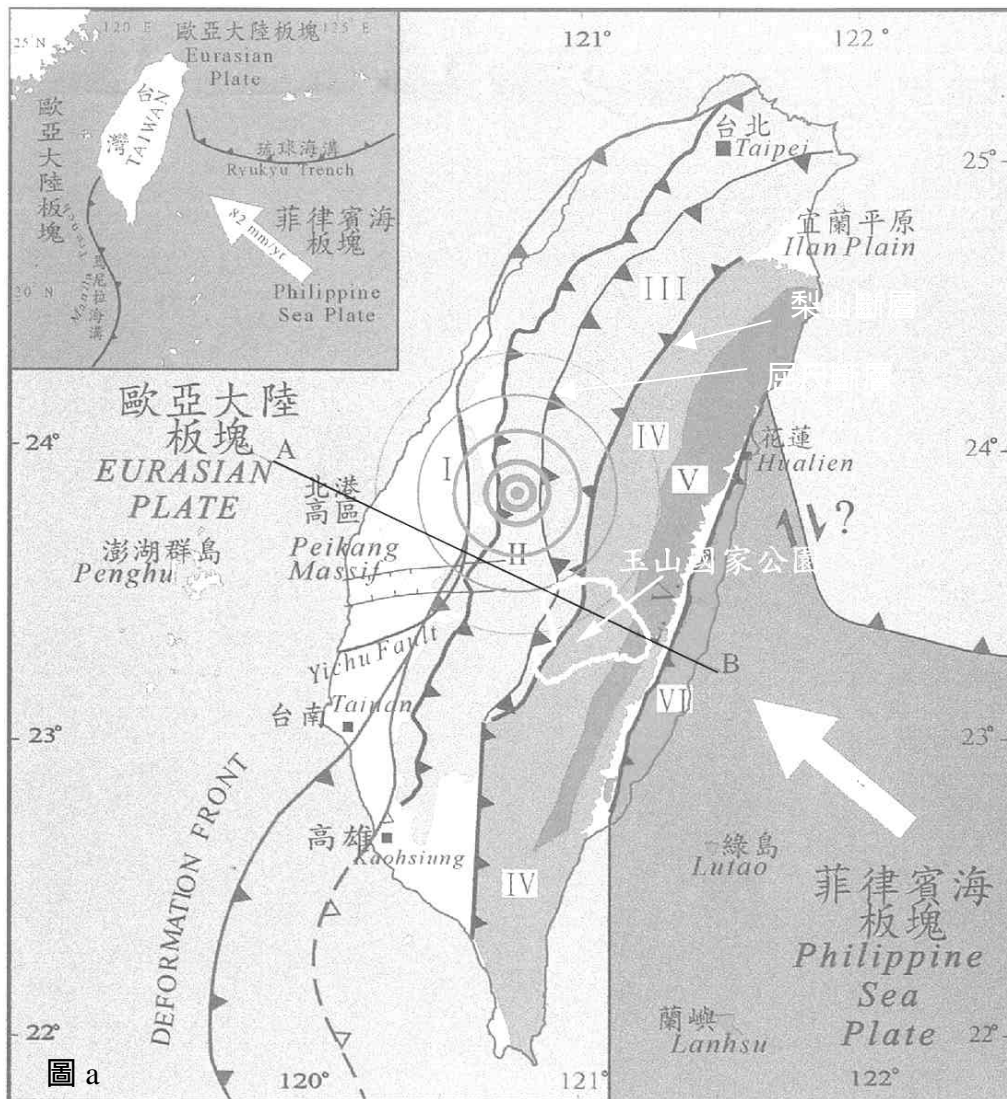 120 E
125 E
25 N
歐亞大陸板塊
Eurasian
Plate
台
灣
TAIWAN
歐亞大陸板塊
琉球海溝
Ryukyu Trench
82 mm/yr
菲律賓海
板塊
馬尼拉海溝
Manila
Trench
20 N
Philippine
Sea Plate
121°
122°
台北
Taipei
25°
宜蘭平原
Ilan Plain
III
梨山斷層
歐亞大陸
板塊
EURASIAN
PLATE
24°
A
I
北港
高區
Peikang
Massif
II
澎湖群島
Penghu
IV
V
花蓮
Hualien
24°
?
玉山國家公園
Yichu Fault
B
VI
台南
Tainan
23°
23°
高雄
Kaohsiung
DEFORMATION FRONT
IV
綠島
Lutao
菲律賓海
板塊
Philippine
Sea
Plate
蘭嶼
Lanhsu
22°
22°
圖 a
120°
121°
122°